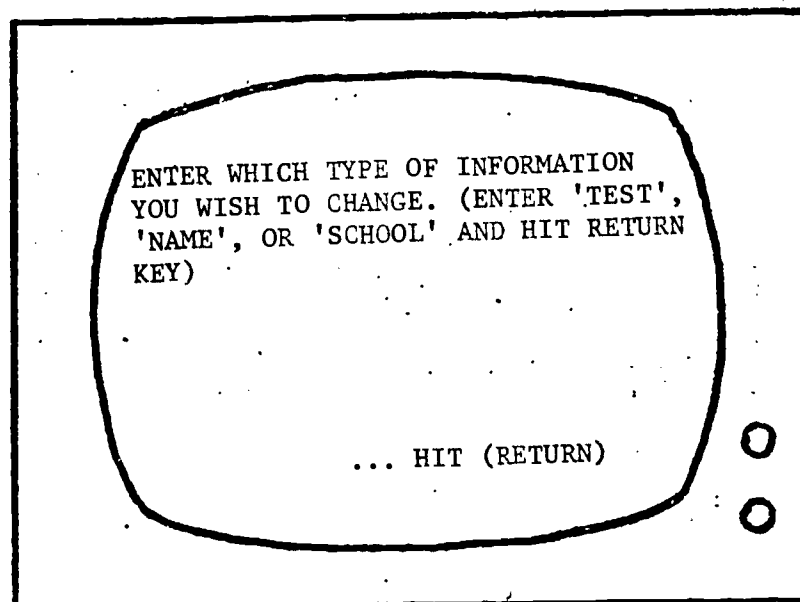 ENTER WHICH TYPE OF INFORMATION
YOU WISH TO CHANGE. (ENTER 'TEST',
'NAME', OR 'SCHOOL' AND HIT RETURN
KEY)
... HIT (RETURN)